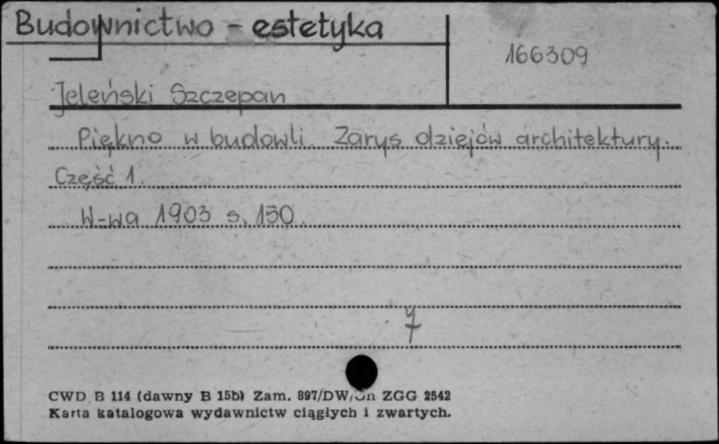 Budownictwo - estetyka
166309
Jeleński Szczepan
Piękno w budowli. Zarys dziejów architektury.
Część 1.
W-wa 1903 s. 150.
CWD B 114 (dawny B 15b) Zam. 897/DW/ ZGG 2542
Karta katalogowa wydawnictw ciągłych i zwartych.